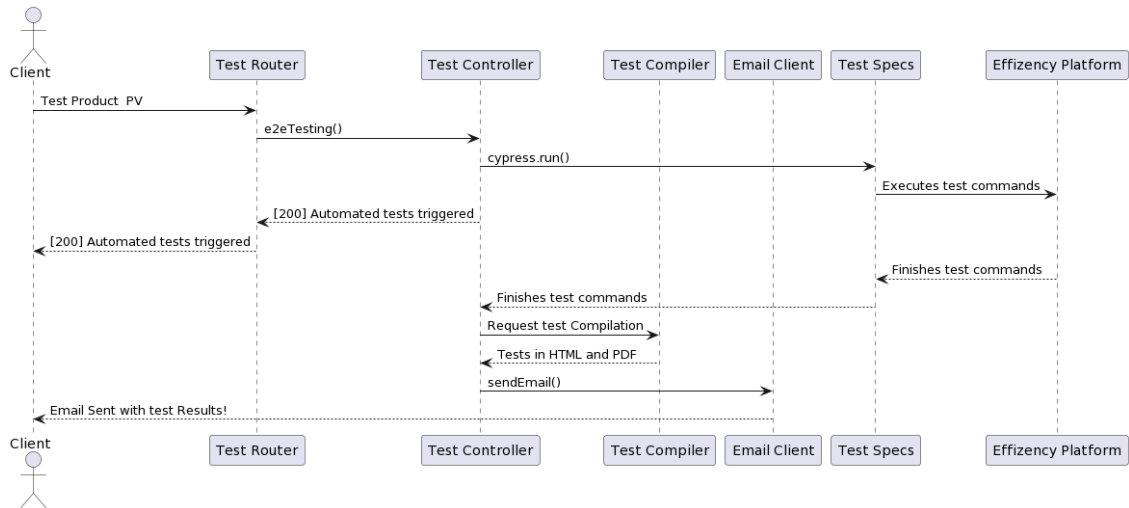 Client
Test Router
Test Controller
Test Compiler
Email Client
Test Specs
Effizency Platform
Test Product  PV
e2eTesting()
cypress.run()
Executes test commands
[200] Automated tests triggered
[200] Automated tests triggered
Finishes test commands
Finishes test commands
Request test Compilation
Tests in HTML and PDF
sendEmail()
Email Sent with test Results!
Client
Test Router
Test Controller
Test Compiler
Email Client
Test Specs
Effizency Platform